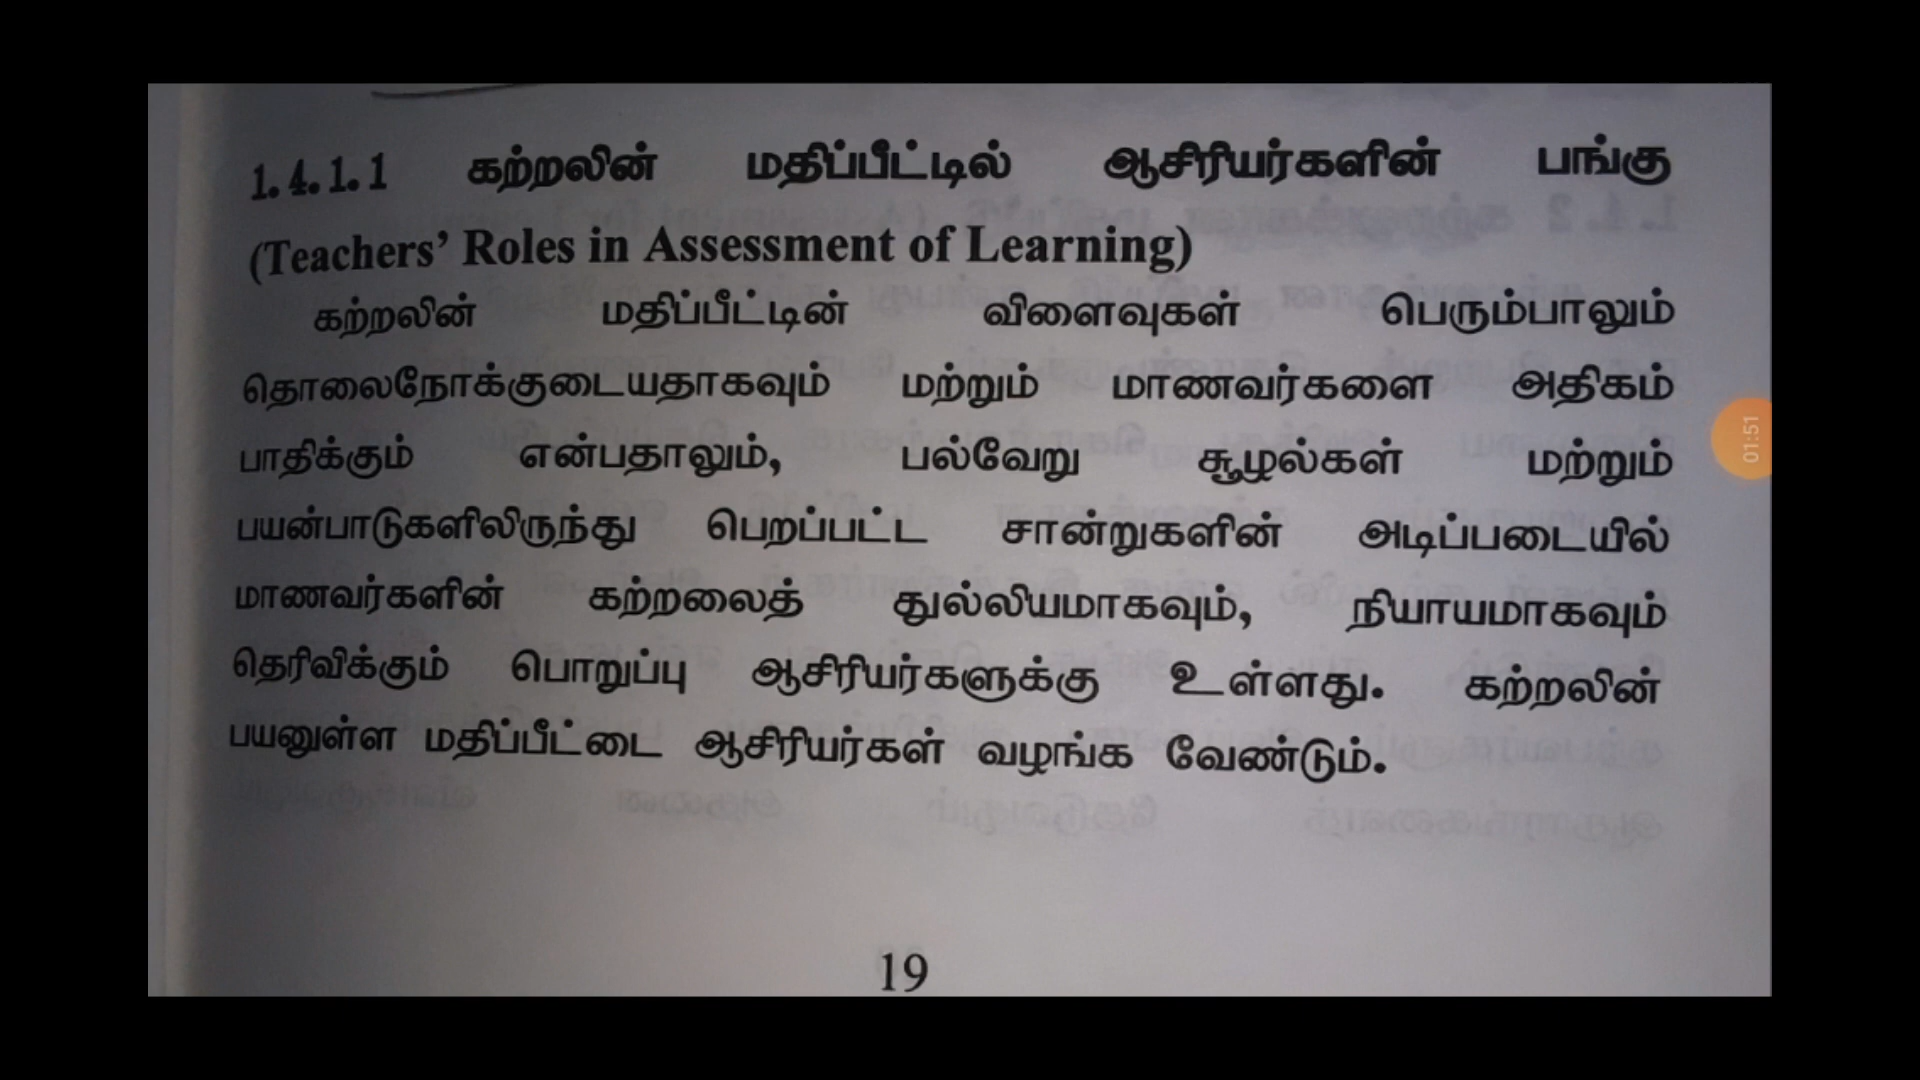 1.4.1.1 கற்றலின் மதிப்பீட்டில் ஆசிரியர்களின் பங்கு
(Teachers’ Roles in Assessment of Learning)
கற்றலின் மதிப்பீட்டின் விளைவுகள் பெரும்பாலும்
தொலைநோக்குடையதாகவும் மற்றும் மாணவர்களை அதிகம்
பாதிக்கும் என்பதாலும், பல்வேறு சூழல்கள் மற்றும்
பயன்பாடுகளிலிருந்து பெறப்பட்ட சான்றுகளின் அடிப்படையில்
மாணவர்களின் கற்றலைத் துல்லியமாகவும், நியாயமாகவும்
தெரிவிக்கும் பொறுப்பு ஆசிரியர்களுக்கு உள்ளது. கற்றலின்
பயனுள்ள மதிப்பீட்டை ஆசிரியர்கள் வழங்க வேண்டும்.
19
01:51